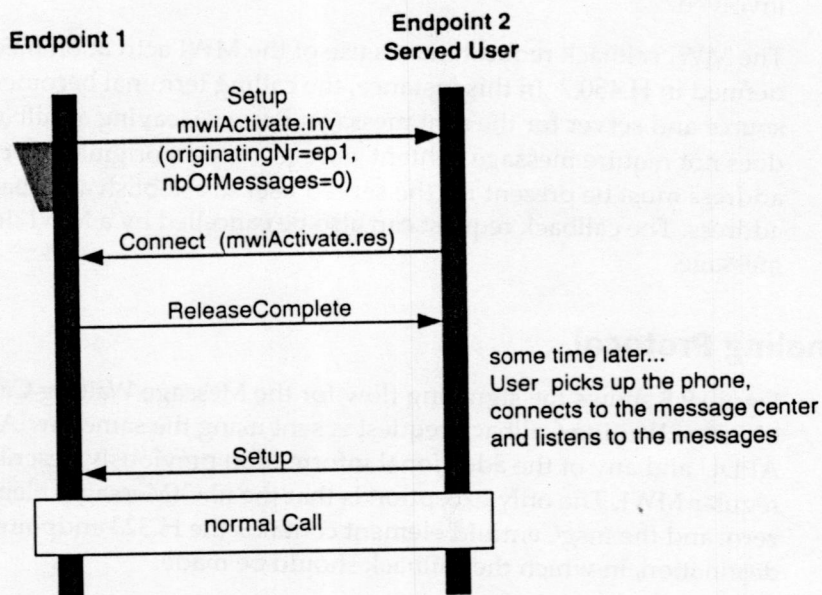 Endpoint 1
Endpoint 2
Served User
Setup
mwiActivate.inv
(originatingNr=ep1,
nbOfMessages=0)
Connect (mwiActivate.res)
ReleaseComplete
some time later...
User picks up the phone,
connects to the message center
and listens to the messages
Setup
normal Call